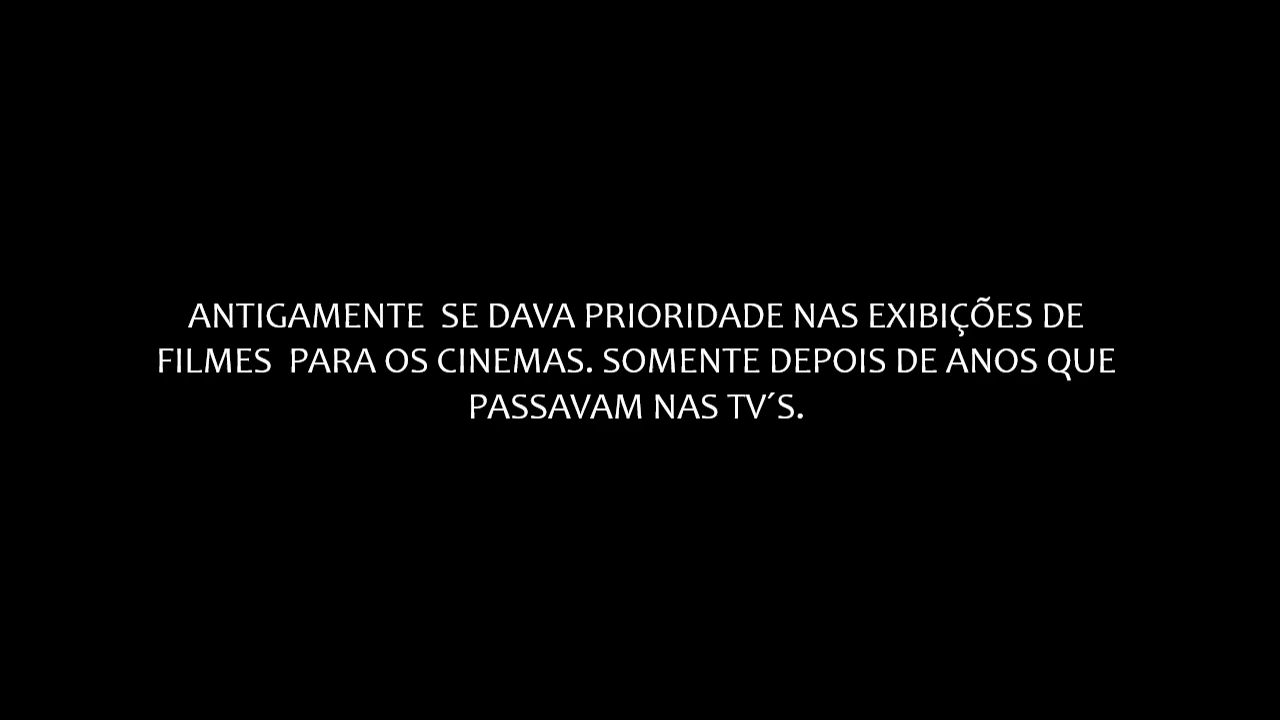 ANTIGAMENTE  SE DAVA PRIORIDADE NAS EXIBIÇÕES DE
FILMES  PARA OS CINEMAS. SOMENTE DEPOIS DE ANOS QUE
PASSAVAM NAS TV´S.